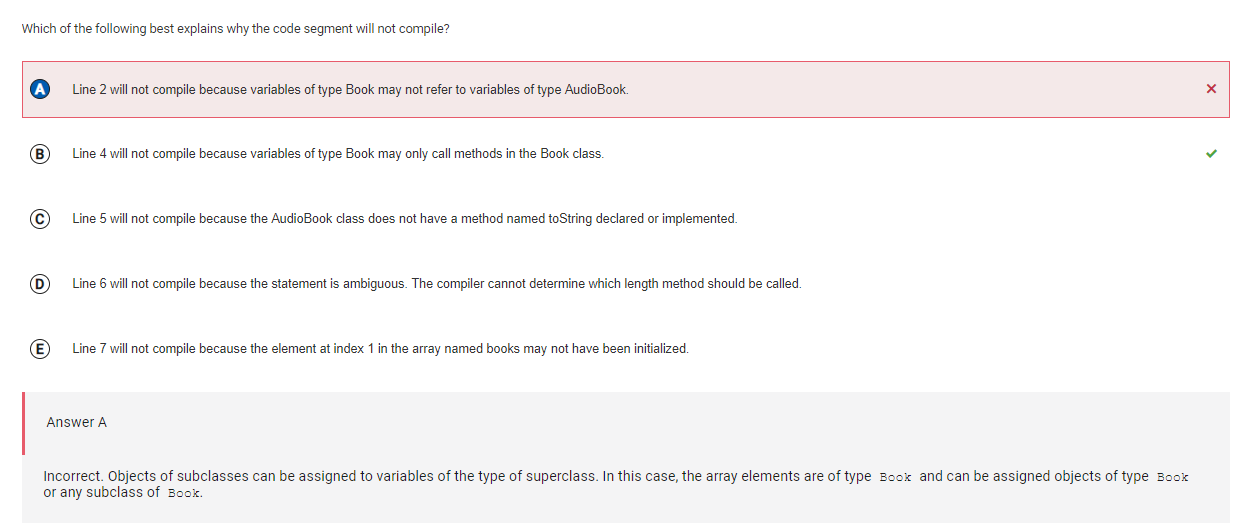 Which of the following best explains why the code segment will not compile?
A Line 2 will not compile because variables of type Book may not refer to variables of type AudioBook.
B Line 4 will not compile because variables of type Book may only call methods in the Book class.
C Line 5 will not compile because the AudioBook class does not have a method named toString declared or implemented.
D Line 6 will not compile because the statement is ambiguous. The compiler cannot determine which length method should be called.
E Line 7 will not compile because the element at index 1 in the array named books may not have been initialized.
Answer A
Incorrect. Objects of subclasses can be assigned to variables of the type of superclass. In this case, the array elements are of type Book and can be assigned objects of type Book
or any subclass of Book.